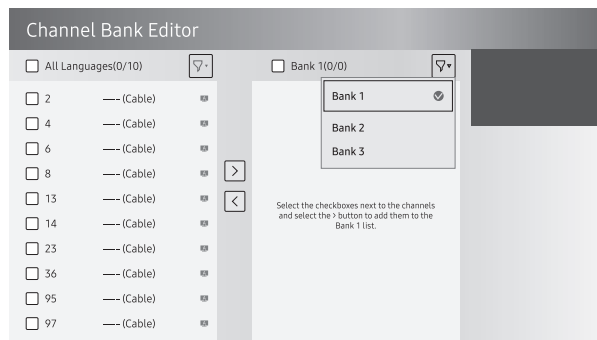 Channel Bank Editor
All Languages(0/10)
Bank 1(0/0)
2 ––– (Cable)
4 ––– (Cable)
6 ––– (Cable)
8 ––– (Cable)
13 ––– (Cable)
14 ––– (Cable)
23 ––– (Cable)
36 ––– (Cable)
95 ––– (Cable)
97 ––– (Cable)
>
<
Bank 1
Bank 2
Bank 3
Select the checkboxes next to the channels
and select the > button to add them to the
Bank 1 list.